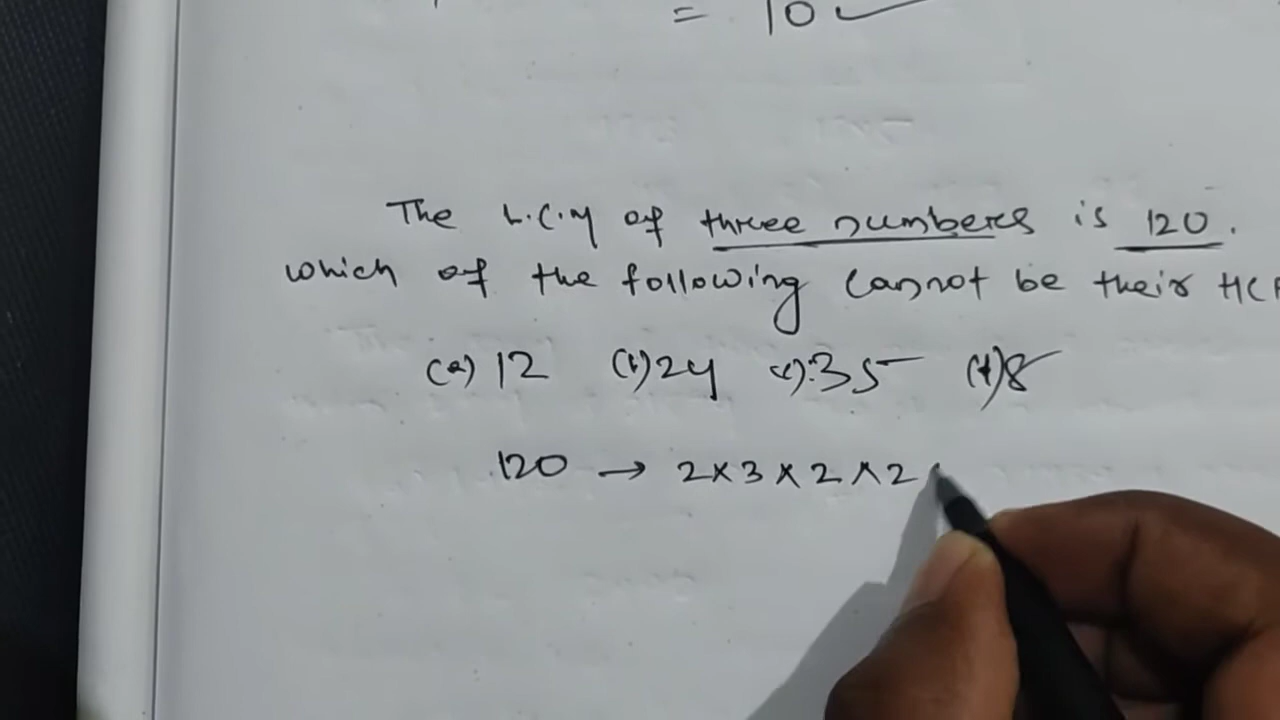 = 10
The L.C.M of three numbers is 120.
which of the following cannot be their HCF
(a) 12 (b) 24 (c) 35 (d) 8
120 → 2×3×2×2